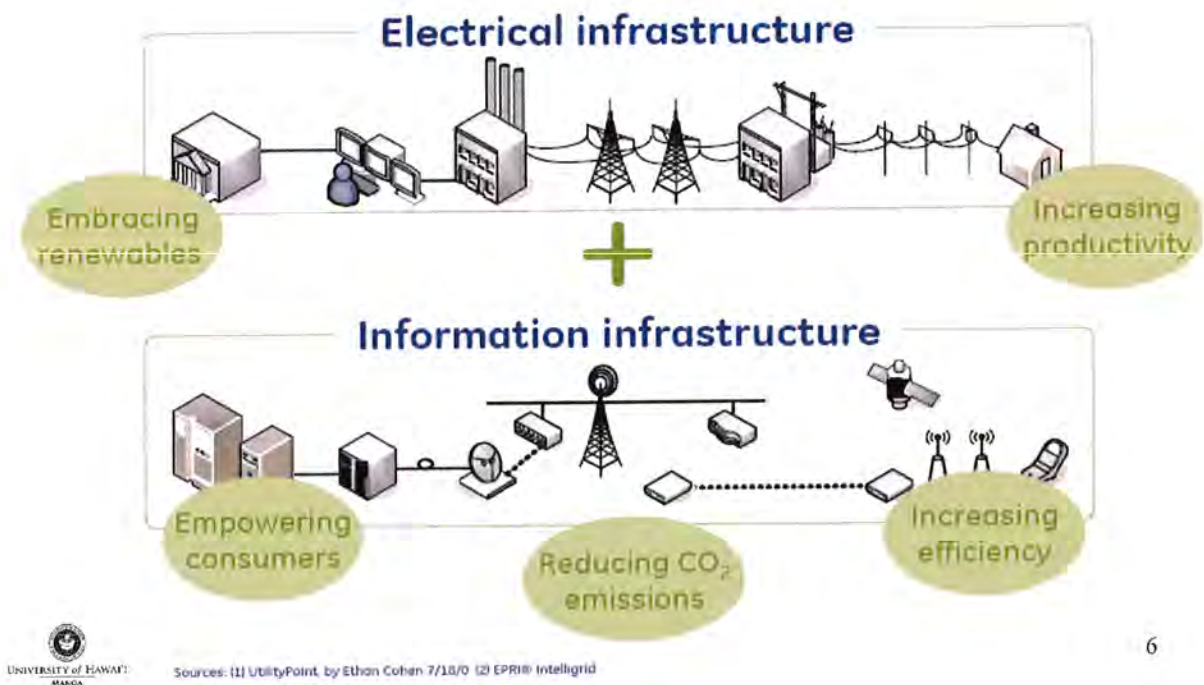 Electrical infrastructure
Embracing
renewables
Increasing
productivity
Information infrastructure
Empowering
consumers
Reducing CO₂
emissions
Increasing
efficiency
6
UNIVERSITY of HAWAI'I
MANOA
Sources: (1) UtilityPoint, by Ethan Cohen 7/18/0 (2) EPRI® Intelligrid